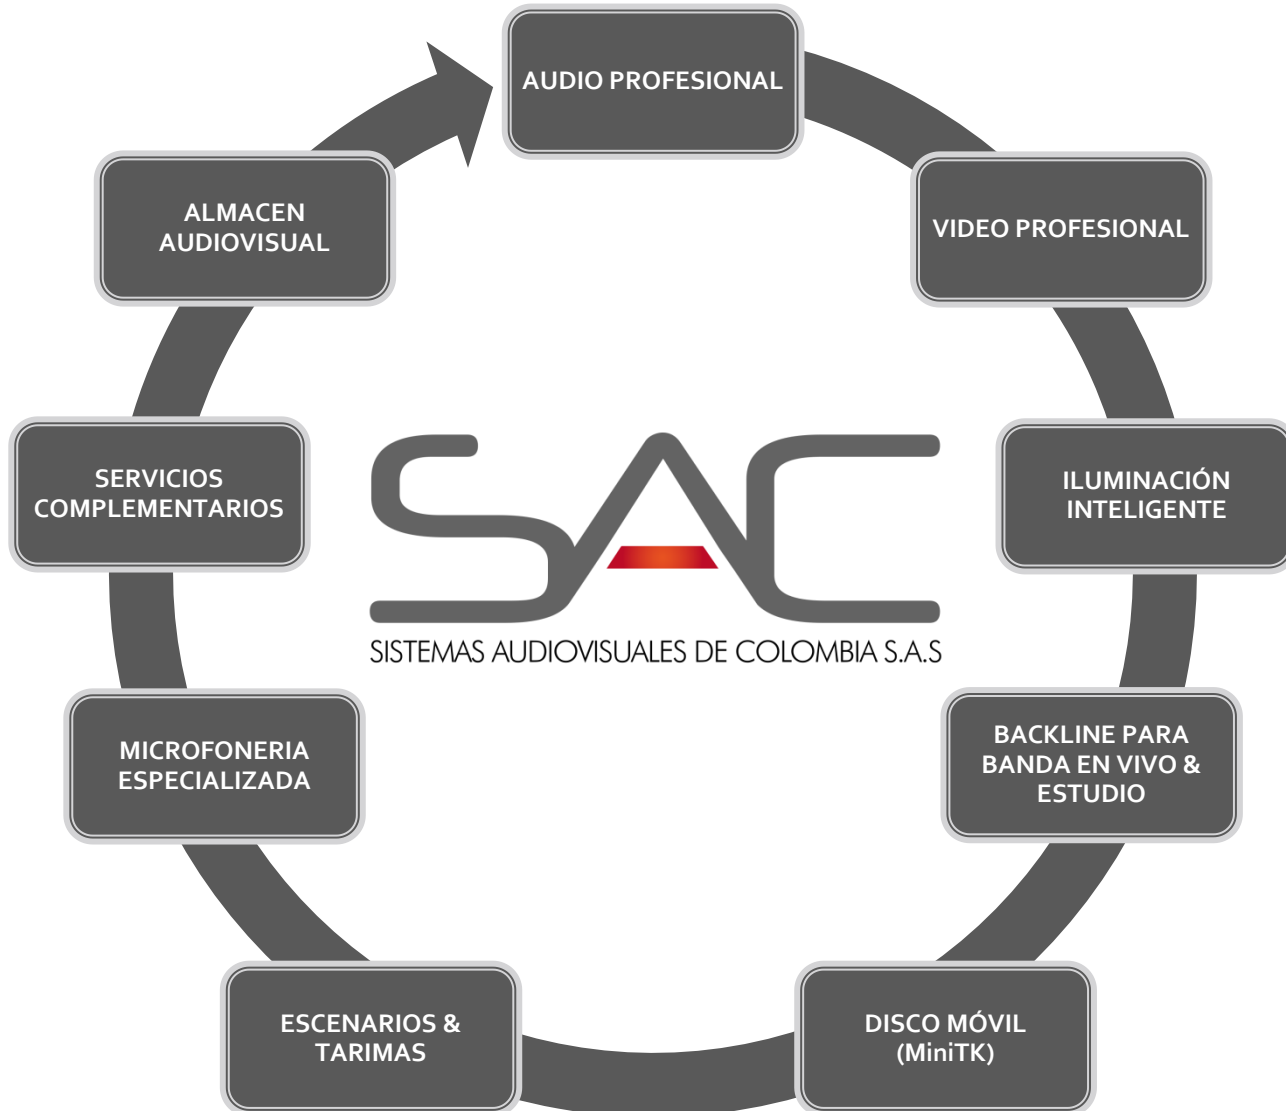 AUDIO PROFESIONAL
VIDEO PROFESIONAL
ILUMINACIÓN
INTELIGENTE
BACKLINE PARA
BANDA EN VIVO &
ESTUDIO
DISCO MÓVIL
(MiniTK)
ESCENARIOS &
TARIMAS
MICROFONERIA
ESPECIALIZADA
SERVICIOS
COMPLEMENTARIOS
ALMACEN
AUDIOVISUAL
SAC
SISTEMAS AUDIOVISUALES DE COLOMBIA S.A.S